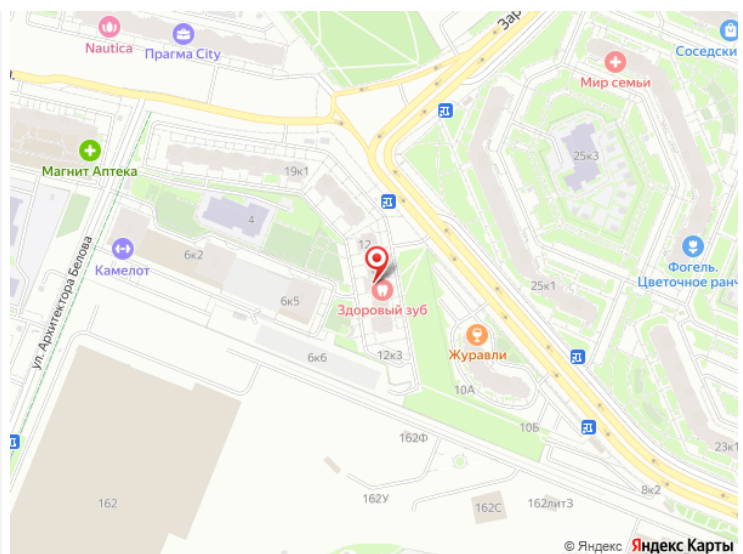 Nautica
Прагма City
Зар
Соседски
Мир семьи
Магнит Аптека
19к1
25к3
4
12
6к2
Камелот
ул. Архитектора Белова
6к5
Здоровый зуб
25к1
Фогель.
Цветочное ранч
Журавли
6к6
12к3
10А
10Б
162Ф
23к1
162
162У
162С
162литЗ
8к2
© Яндекс Яндекс Карты